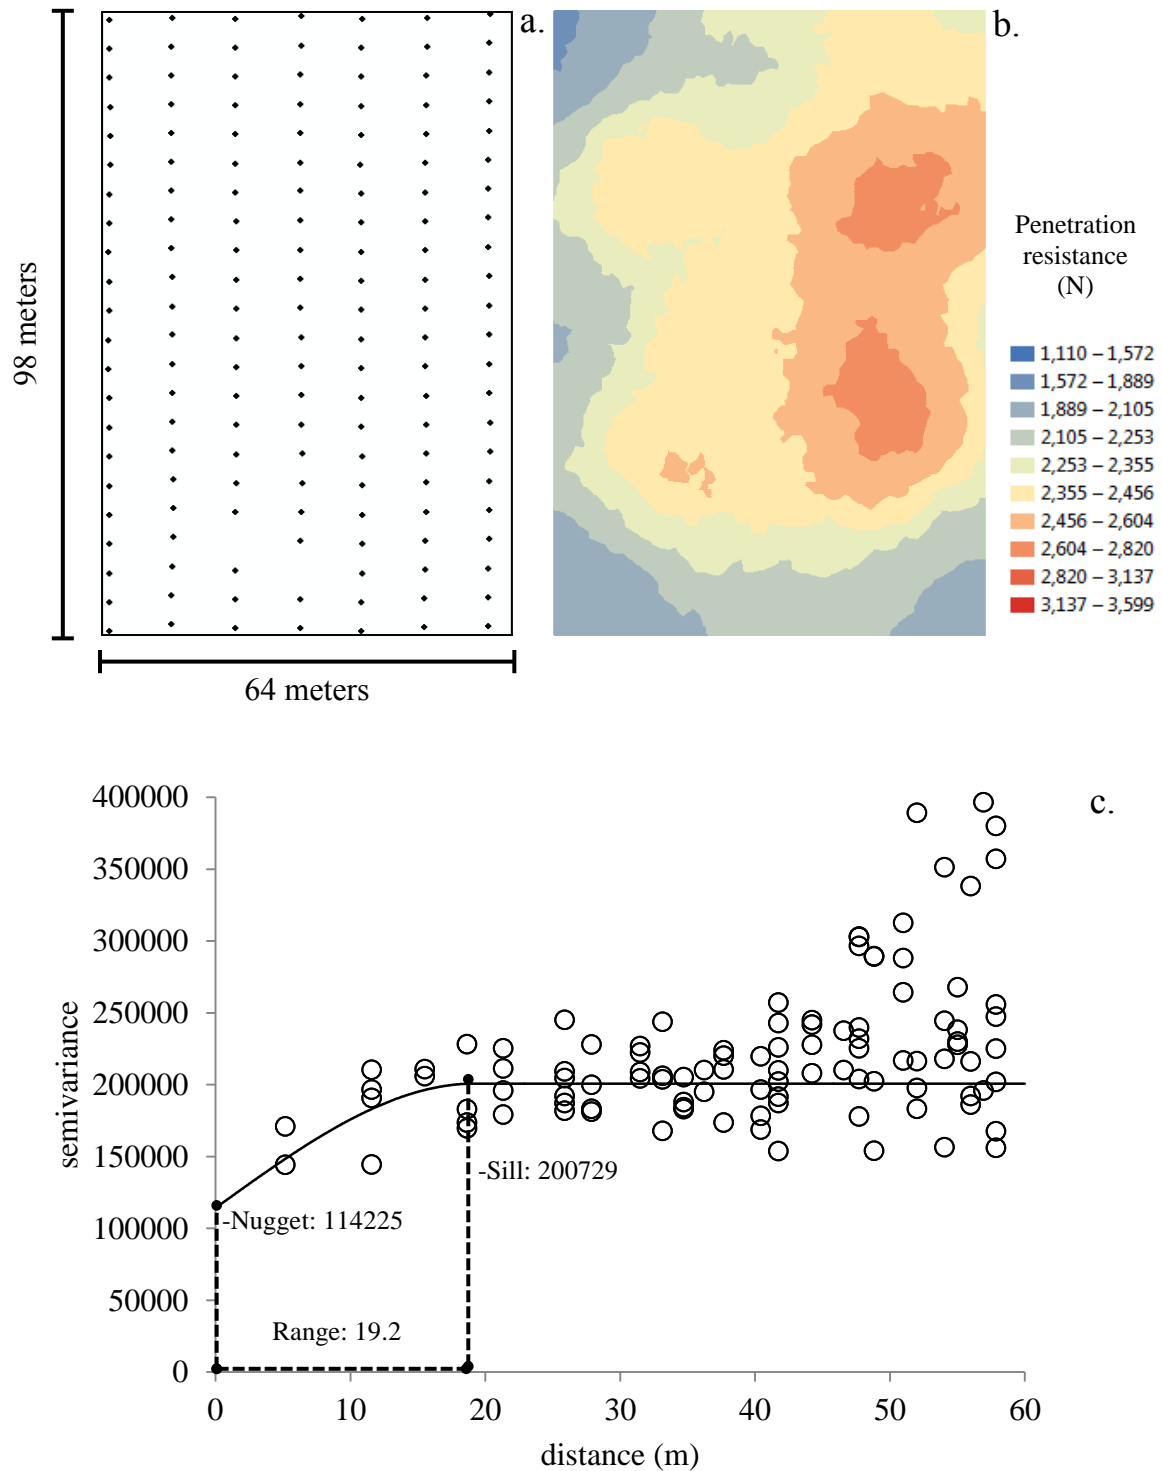 a.
b.
98 meters
64 meters
Penetration
resistance
(N)
1,110 – 1,572
1,572 – 1,889
1,889 – 2,105
2,105 – 2,253
2,253 – 2,355
2,355 – 2,456
2,456 – 2,604
2,604 – 2,820
2,820 – 3,137
3,137 – 3,599
c.
semivariance
400000
350000
300000
250000
200000
150000
100000
50000
0
-Sill: 200729
-Nugget: 114225
Range: 19.2
0 10 20 30 40 50 60
distance (m)